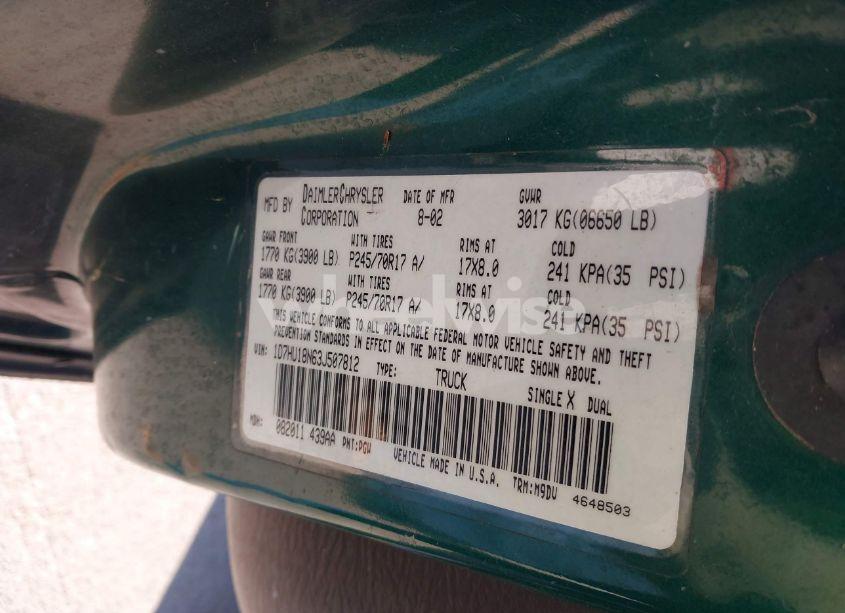 MFD BY DAIMLERCHRYSLER CORPORATION DATE OF MFR 8-02 GVWR 3017 KG(06650 LB)
GAWR FRONT WITH TIRES RIMS AT COLD
1770 KG(3900 LB) P245/70R17 A/ 17X8.0 241 KPA(35 PSI)
GAWR REAR WITH TIRES RIMS AT COLD
1770 KG(3900 LB) P245/70R17 A/ 17X8.0 241 KPA(35 PSI)
THIS VEHICLE CONFORMS TO ALL APPLICABLE FEDERAL MOTOR VEHICLE SAFETY AND THEFT
PREVENTION STANDARDS IN EFFECT ON THE DATE OF MANUFACTURE SHOWN ABOVE.
VIN: 1D7HU18N63J507812 TYPE: TRUCK SINGLE X DUAL
MDH: 082011 439AA PNT:PGW VEHICLE MADE IN U.S.A. TRM:M9DV 4648503
wheelwise